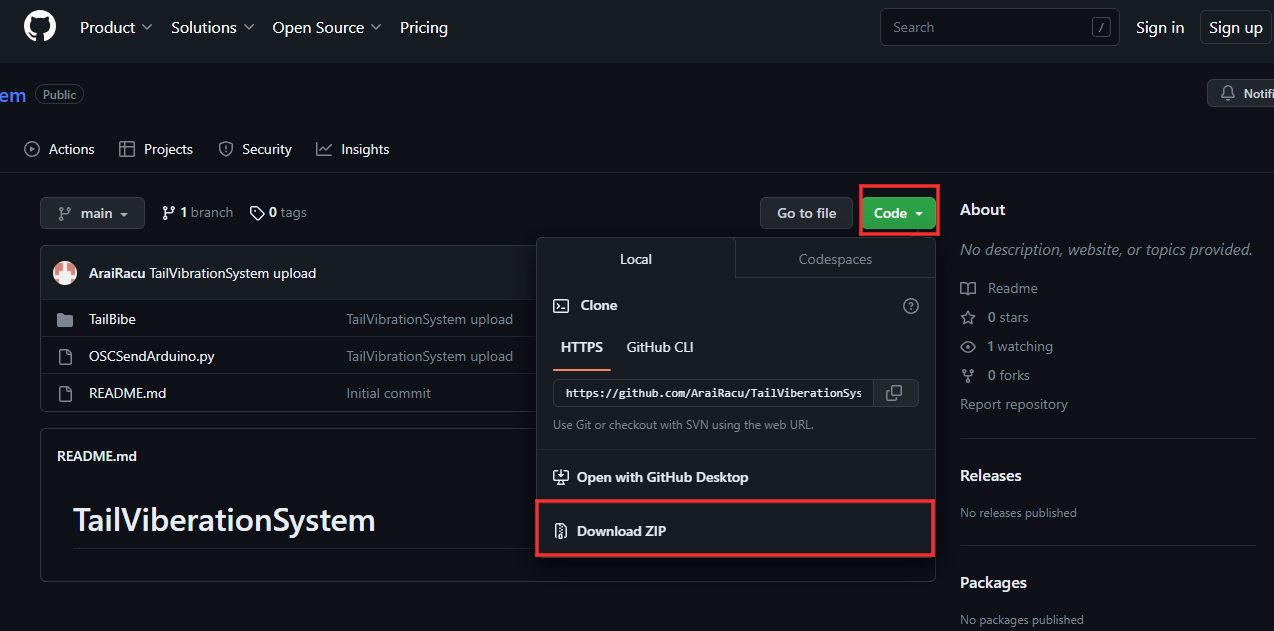 Product Solutions Open Source Pricing Search / Sign in Sign up
em Public Notifi
Actions Projects Security Insights
main 1 branch 0 tags Go to file Code
About
No description, website, or topics provided.
Readme
0 stars
1 watching
0 forks
Report repository
Releases
No releases published
Packages
No packages published
AraiRacu TailVibrationSystem upload
TailBibe TailVibrationSystem upload
OSCSendArduino.py TailVibrationSystem upload
README.md Initial commit
README.md
TailViberationSystem
Local Codespaces
Clone
HTTPS GitHub CLI
https://github.com/AraiRacu/TailViberationSys
Use Git or checkout with SVN using the web URL.
Open with GitHub Desktop
Download ZIP